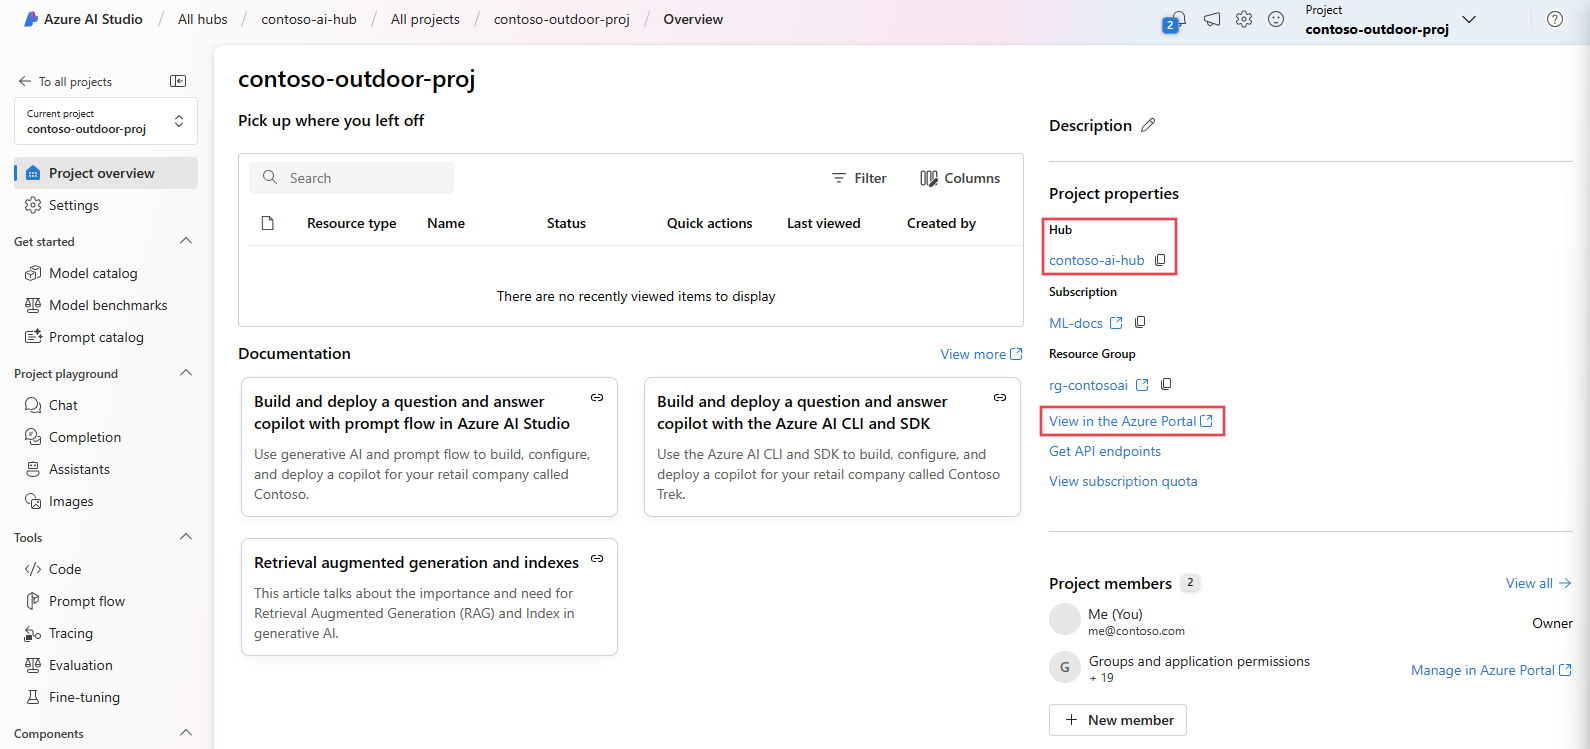 Azure AI Studio / All hubs / contoso-ai-hub / All projects / contoso-outdoor-proj / Overview
2
Project
contoso-outdoor-proj
To all projects
Current project
contoso-outdoor-proj
Project overview
Settings
Get started
Model catalog
Model benchmarks
Prompt catalog
Project playground
Chat
Completion
Assistants
Images
Tools
Code
Prompt flow
Tracing
Evaluation
Fine-tuning
Components
contoso-outdoor-proj
Pick up where you left off
Search
Filter
Columns
Resource type Name Status Quick actions Last viewed Created by
There are no recently viewed items to display
Documentation
View more
Build and deploy a question and answer
copilot with prompt flow in Azure AI Studio
Use generative AI and prompt flow to build, configure,
and deploy a copilot for your retail company called
Contoso.
Build and deploy a question and answer
copilot with the Azure AI CLI and SDK
Use the Azure AI CLI and SDK to build, configure, and
deploy a copilot for your retail company called Contoso
Trek.
Retrieval augmented generation and indexes
This article talks about the importance and need for
Retrieval Augmented Generation (RAG) and Index in
generative AI.
Description
Project properties
Hub
contoso-ai-hub
Subscription
ML-docs
Resource Group
rg-contosoai
View in the Azure Portal
Get API endpoints
View subscription quota
Project members 2
View all
Me (You)
me@contoso.com
Owner
G
Groups and application permissions
+ 19
Manage in Azure Portal
New member